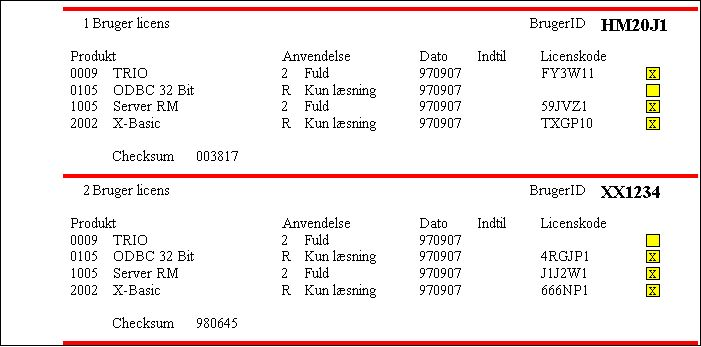 1 Bruger licens BrugerID HM20J1
Produkt Anvendelse Dato Indtil Licenskode
0009 TRIO 2 Fuld 970907 FY3W11 X
0105 ODBC 32 Bit R Kun læsning 970907
1005 Server RM 2 Fuld 970907 59JVZ1 X
2002 X-Basic R Kun læsning 970907 TXGP10 X
Checksum 003817
2 Bruger licens BrugerID XX1234
Produkt Anvendelse Dato Indtil Licenskode
0009 TRIO 2 Fuld 970907
0105 ODBC 32 Bit R Kun læsning 970907 4RGJP1 X
1005 Server RM 2 Fuld 970907 J1J2W1 X
2002 X-Basic R Kun læsning 970907 666NP1 X
Checksum 980645